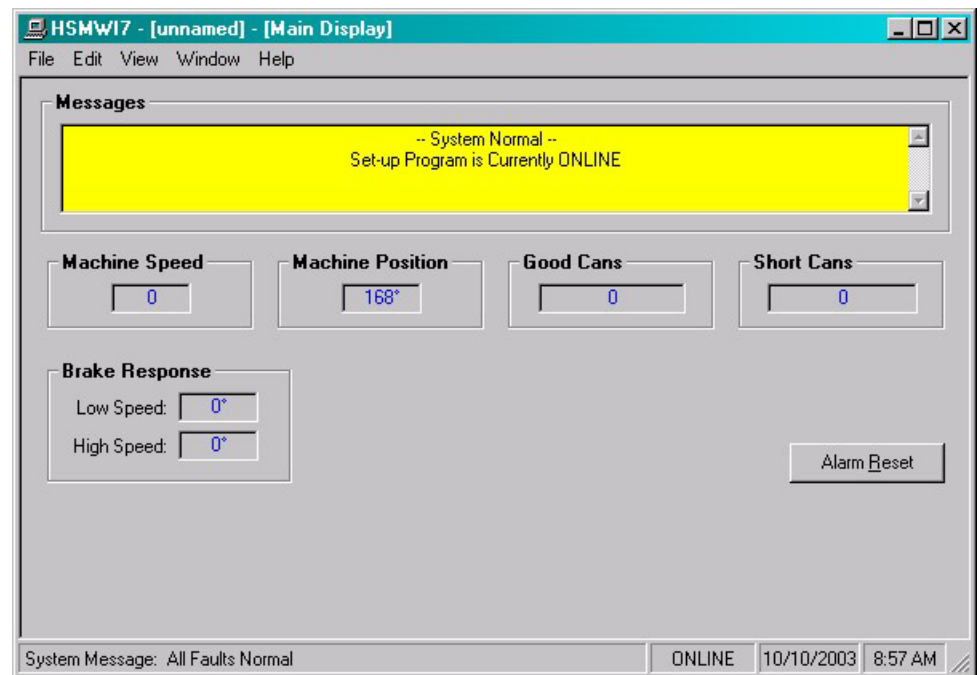 HSMWI7 - [unnamed] - [Main Display]
File Edit View Window Help
Messages
-- System Normal --
Set-up Program is Currently ONLINE
Machine Speed
0
Machine Position
168°
Good Cans
0
Short Cans
0
Brake Response
Low Speed: 0°
High Speed: 0°
Alarm Reset
System Message: All Faults Normal ONLINE 10/10/2003 8:57 AM